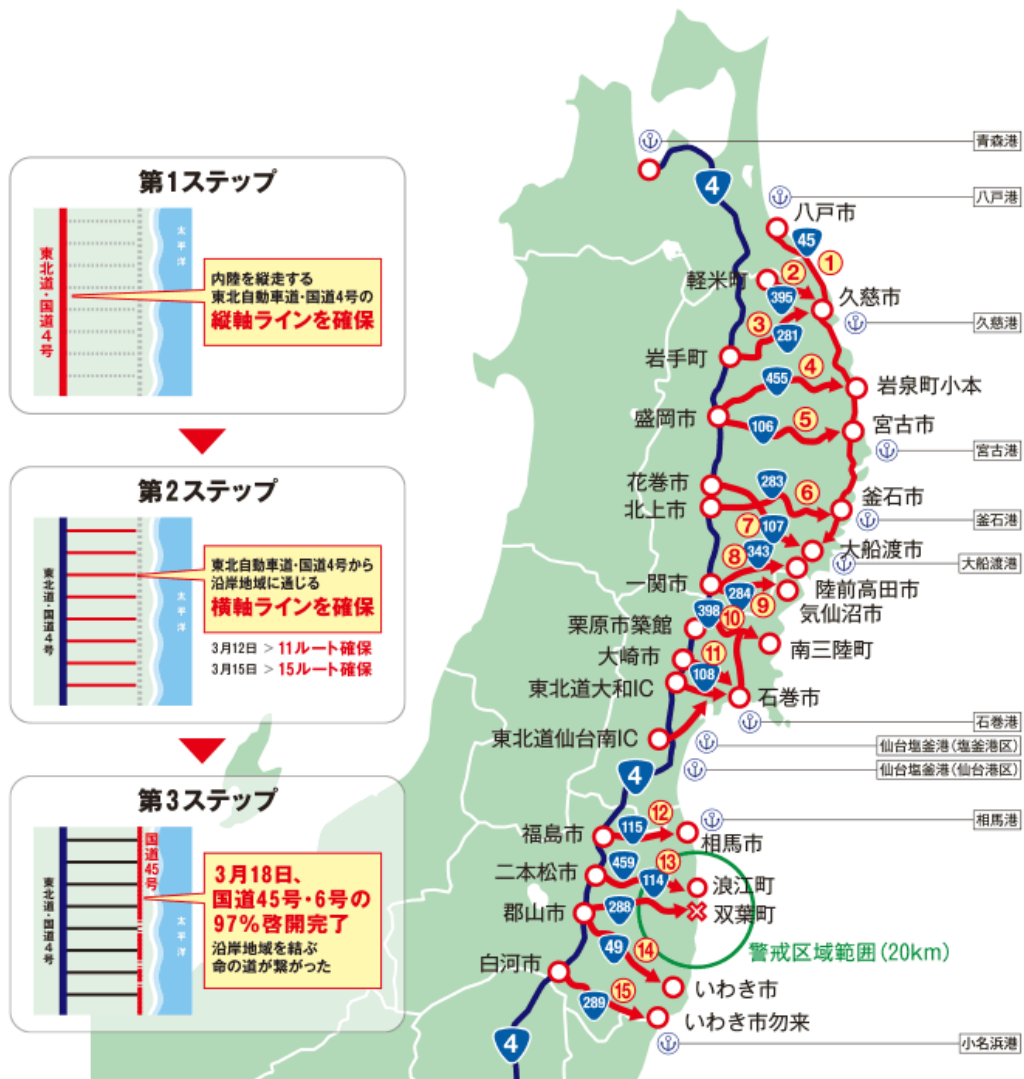 第1ステップ
東北道・国道4号
太平洋
内陸を縦走する
東北自動車道・国道4号の
縦軸ラインを確保
第2ステップ
東北道・国道4号
太平洋
東北自動車道・国道4号から
沿岸地域に通じる
横軸ラインを確保
3月12日 > 11ルート確保
3月15日 > 15ルート確保
第3ステップ
東北道・国道4号
国道45号
太平洋
3月18日、
国道45号・6号の
97%啓開完了
沿岸地域を結ぶ
命の道が繋がった
青森港
4
八戸港
八戸市
45
①
軽米町
②
395
久慈市
久慈港
③
281
岩手町
455
④
岩泉町小本
盛岡市
106
⑤
宮古市
宮古港
花巻市
283
⑥
釜石市
北上市
釜石港
⑦
107
大船渡市
⑧
343
大船渡港
一関市
284
⑨
陸前高田市
気仙沼市
398
⑩
栗原市築館
南三陸町
大崎市
⑪
108
東北道大和IC
石巻市
石巻港
東北道仙台南IC
仙台塩釜港(塩釜港区)
仙台塩釜港(仙台港区)
4
相馬港
福島市
115
⑫
相馬市
二本松市
459
⑬
114
浪江町
郡山市
288
双葉町
49
⑭
警戒区域範囲(20km)
白河市
いわき市
289
⑮
いわき市勿来
小名浜港
4